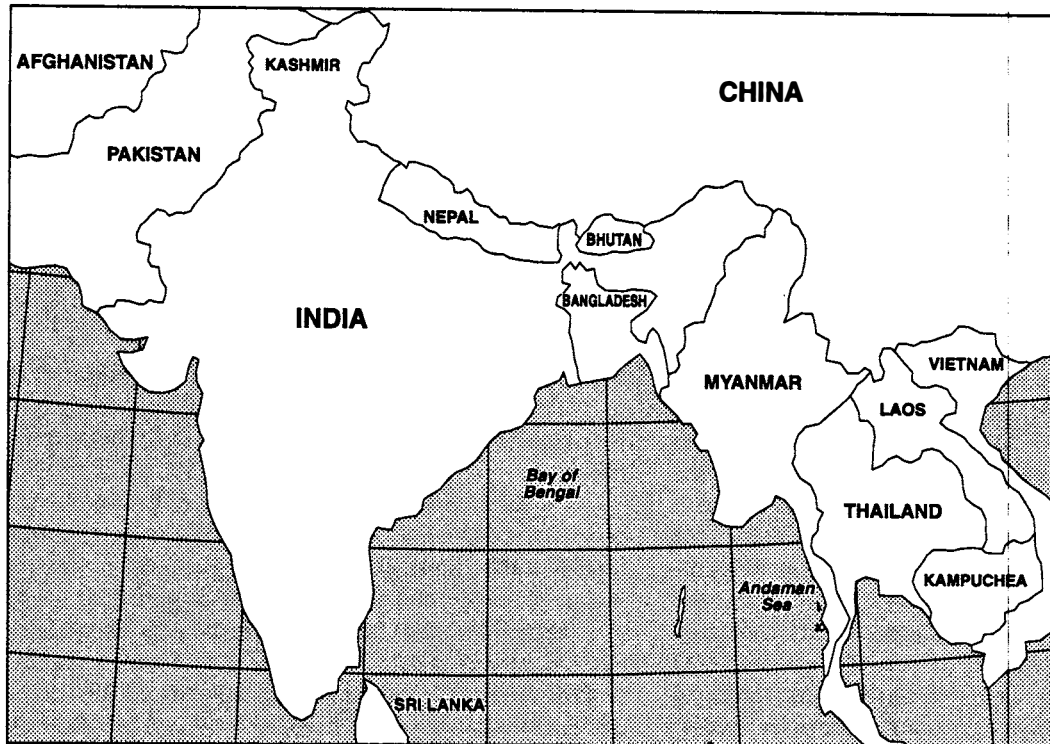 AFGHANISTAN
KASHMIR
CHINA
PAKISTAN
NEPAL
BHUTAN
BANGLADESH
INDIA
VIETNAM
MYANMAR
LAOS
Bay of
Bengal
THAILAND
KAMPUCHEA
Andaman
Sea
SRI LANKA